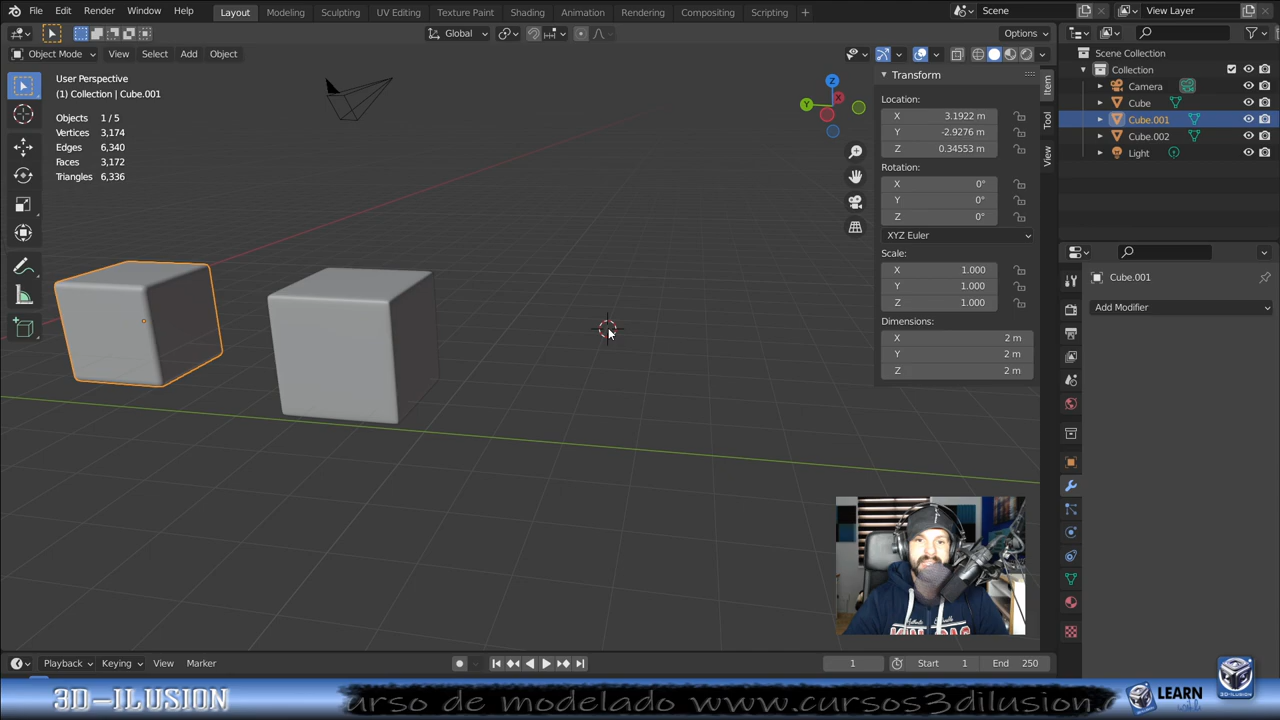 File Edit Render Window Help Layout Modeling Sculpting UV Editing Texture Paint Shading Animation Rendering Compositing Scripting + Scene View Layer
Global Options
Object Mode View Select Add Object
User Perspective
(1) Collection | Cube.001
Objects 1 / 5
Vertices 3,174
Edges 6,340
Faces 3,172
Triangles 6,336
Z
X
Y
Transform
Location:
X 3.1922 m
Y -2.9276 m
Z 0.34553 m
Rotation:
X 0°
Y 0°
Z 0°
XYZ Euler
Scale:
X 1.000
Y 1.000
Z 1.000
Dimensions:
X 2 m
Y 2 m
Z 2 m
Item
Tool
View
Scene Collection
Collection
Camera
Cube
Cube.001
Cube.002
Light
Cube.001
Add Modifier
Playback Keying View Marker 1 Start 1 End 250
3D-ILUSION urso de modelado www.cursos3dilusion. LEARN
3D-ILUSION